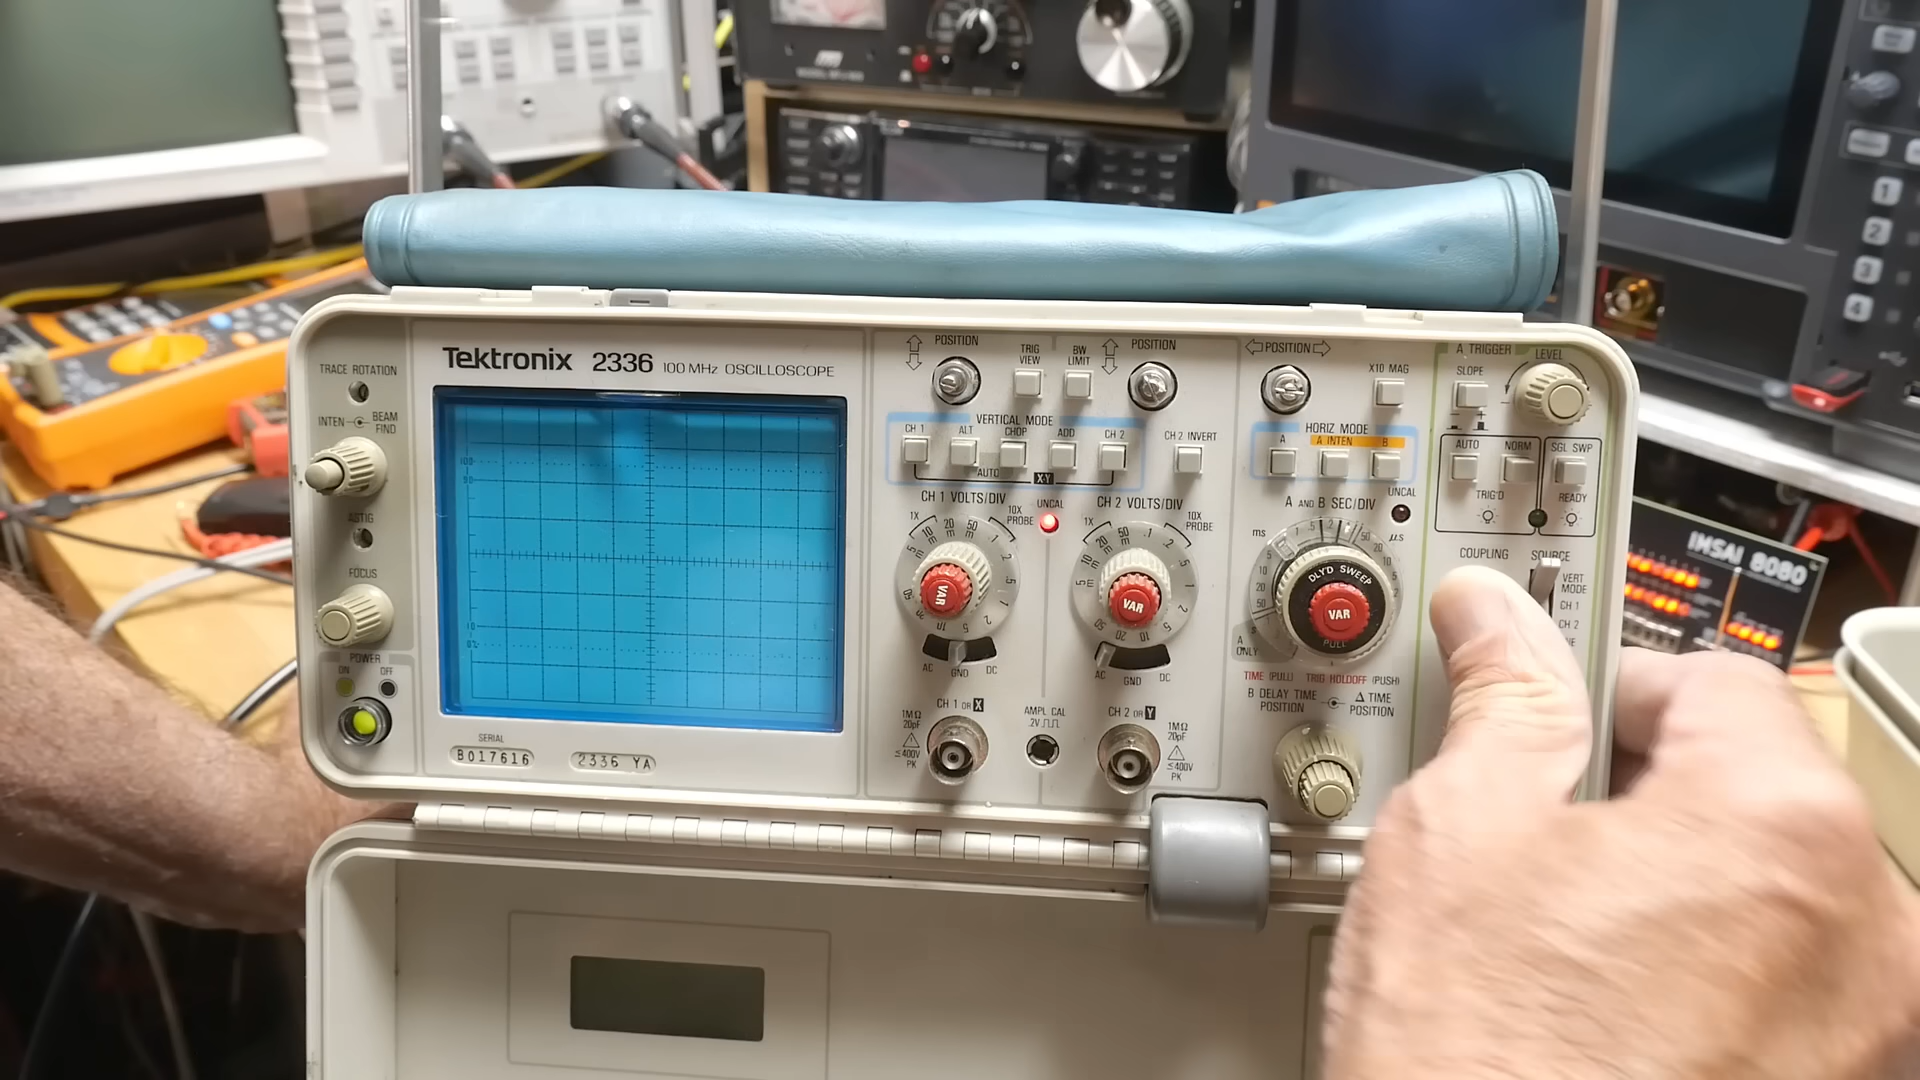 Tektronix 2336 100 MHz OSCILLOSCOPE
TRACE ROTATION
INTEN
BEAM FIND
ASTIG
FOCUS
POWER
ON
OFF
SERIAL
B017616
2336 YA
POSITION
TRIG VIEW
BW LIMIT
POSITION
VERTICAL MODE
CH 1
ALT
CHOP
ADD
CH 2
AUTO
XY
CH 2 INVERT
CH 1 VOLTS/DIV
UNCAL
CH 2 VOLTS/DIV
1X
10X PROBE
1X
10X PROBE
VAR
VAR
AC
GND
DC
AC
GND
DC
CH 1 OR X
AMPL CAL
.2V
CH 2 OR Y
1MΩ
20pF
≤400V
PK
1MΩ
20pF
≤400V
PK
POSITION
X10 MAG
HORIZ MODE
A
A INTEN
B
A AND B SEC/DIV
UNCAL
ms
µs
DLY'D SWEEP
VAR
PULL
A ONLY
TIME (PULL)
TRIG HOLDOFF (PUSH)
B DELAY TIME POSITION
Δ TIME POSITION
A TRIGGER
LEVEL
SLOPE
AUTO
NORM
SGL SWP
TRIG'D
READY
COUPLING
SOURCE
VERT MODE
CH 1
CH 2
IMSAI 8080
1
2
3
4